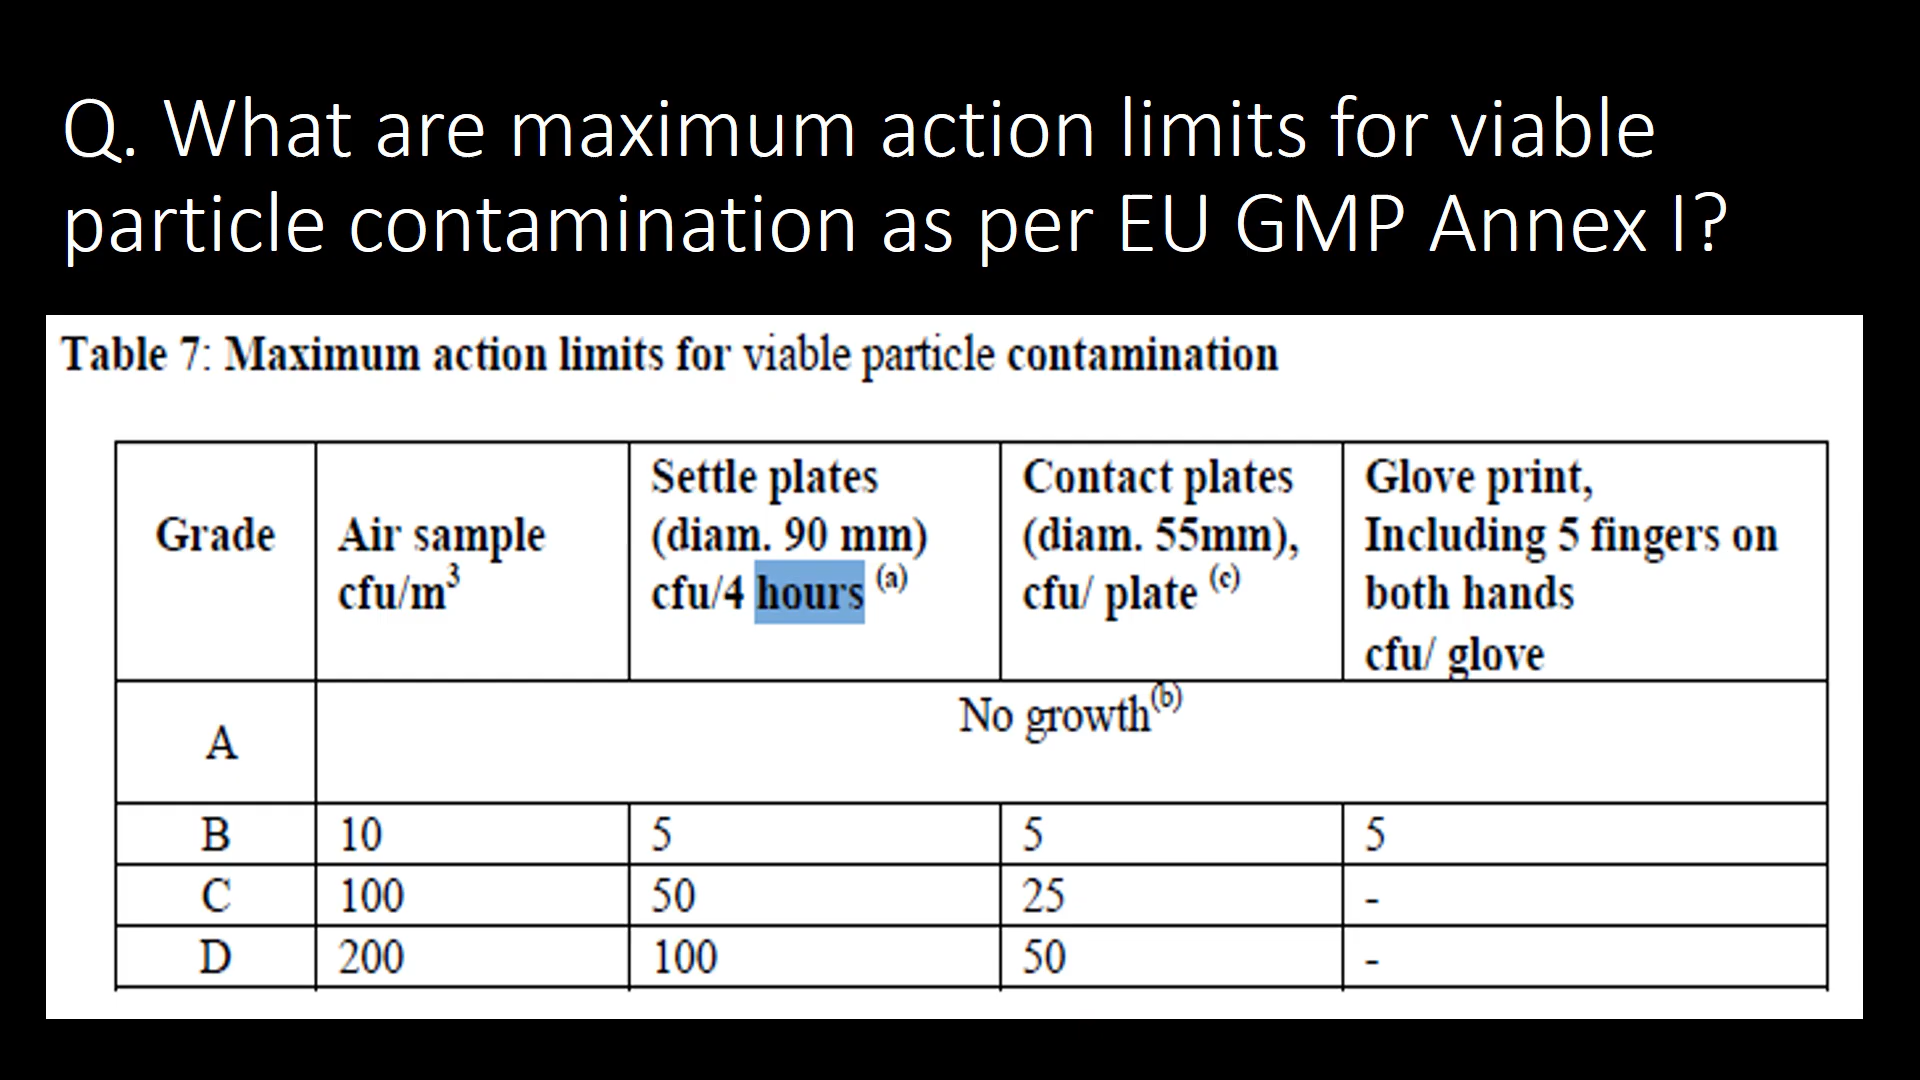 Q. What are maximum action limits for viable
particle contamination as per EU GMP Annex I?
Table 7: Maximum action limits for viable particle contamination
Grade
Air sample
cfu/m³
Settle plates
(diam. 90 mm)
cfu/4 hours (a)
Contact plates
(diam. 55mm),
cfu/ plate (c)
Glove print,
Including 5 fingers on
both hands
cfu/ glove
A No growth(b)
B 10 5 5 5
C 100 50 25 -
D 200 100 50 -